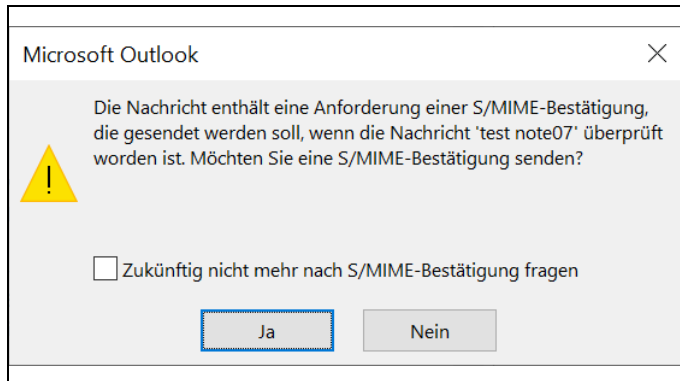 Microsoft Outlook
Die Nachricht enthält eine Anforderung einer S/MIME-Bestätigung,
die gesendet werden soll, wenn die Nachricht 'test note07' überprüft
worden ist. Möchten Sie eine S/MIME-Bestätigung senden?
Zukünftig nicht mehr nach S/MIME-Bestätigung fragen
Ja
Nein